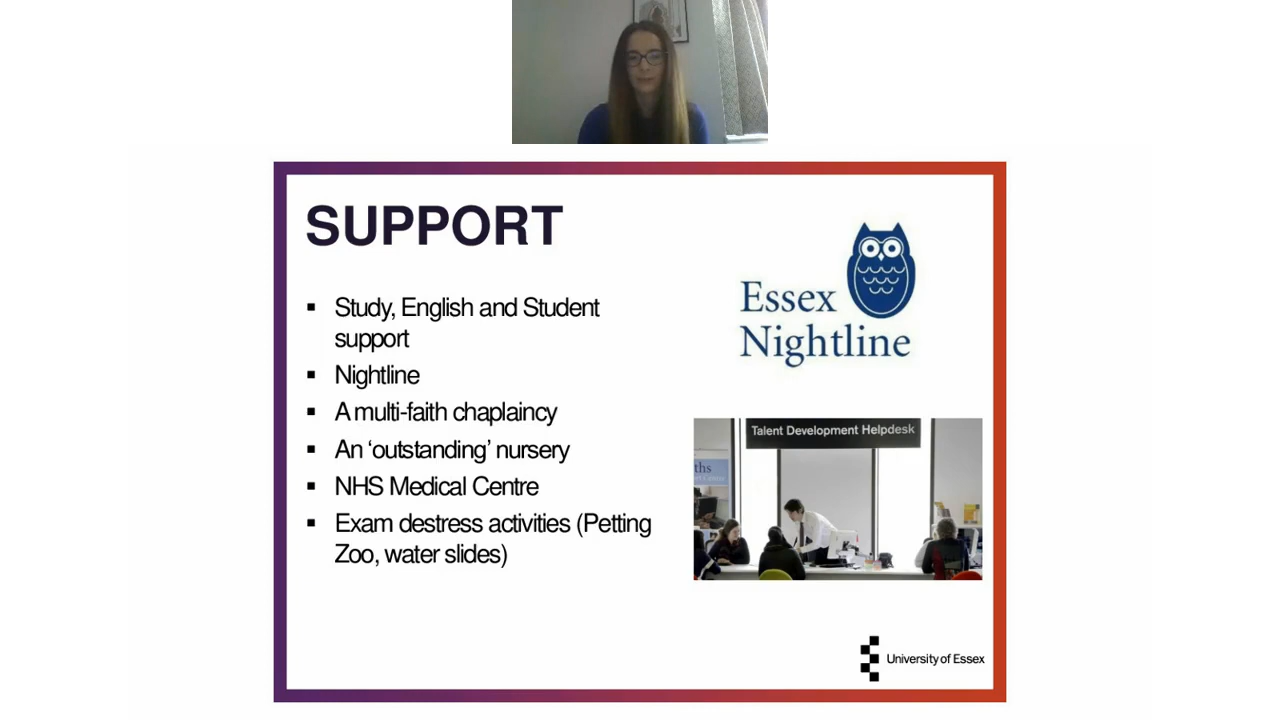 SUPPORT
Study, English and Student
support
Nightline
A multi-faith chaplaincy
An ‘outstanding’ nursery
NHS Medical Centre
Exam destress activities (Petting
Zoo, water slides)
Essex
Nightline
Talent Development Helpdesk
ths
University of Essex